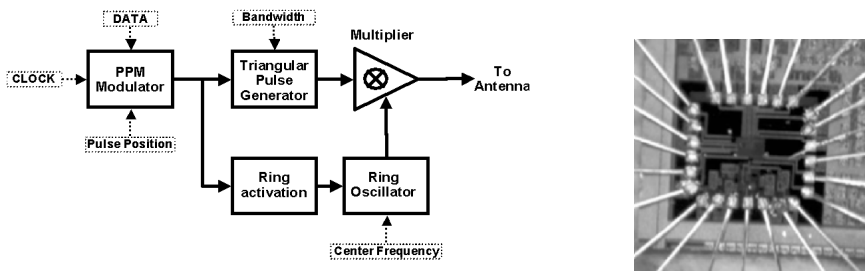 DATA
Bandwidth
Multiplier
CLOCK
PPM
Modulator
Triangular
Pulse
Generator
To
Antenna
Pulse Position
Ring
activation
Ring
Oscillator
Center Frequency